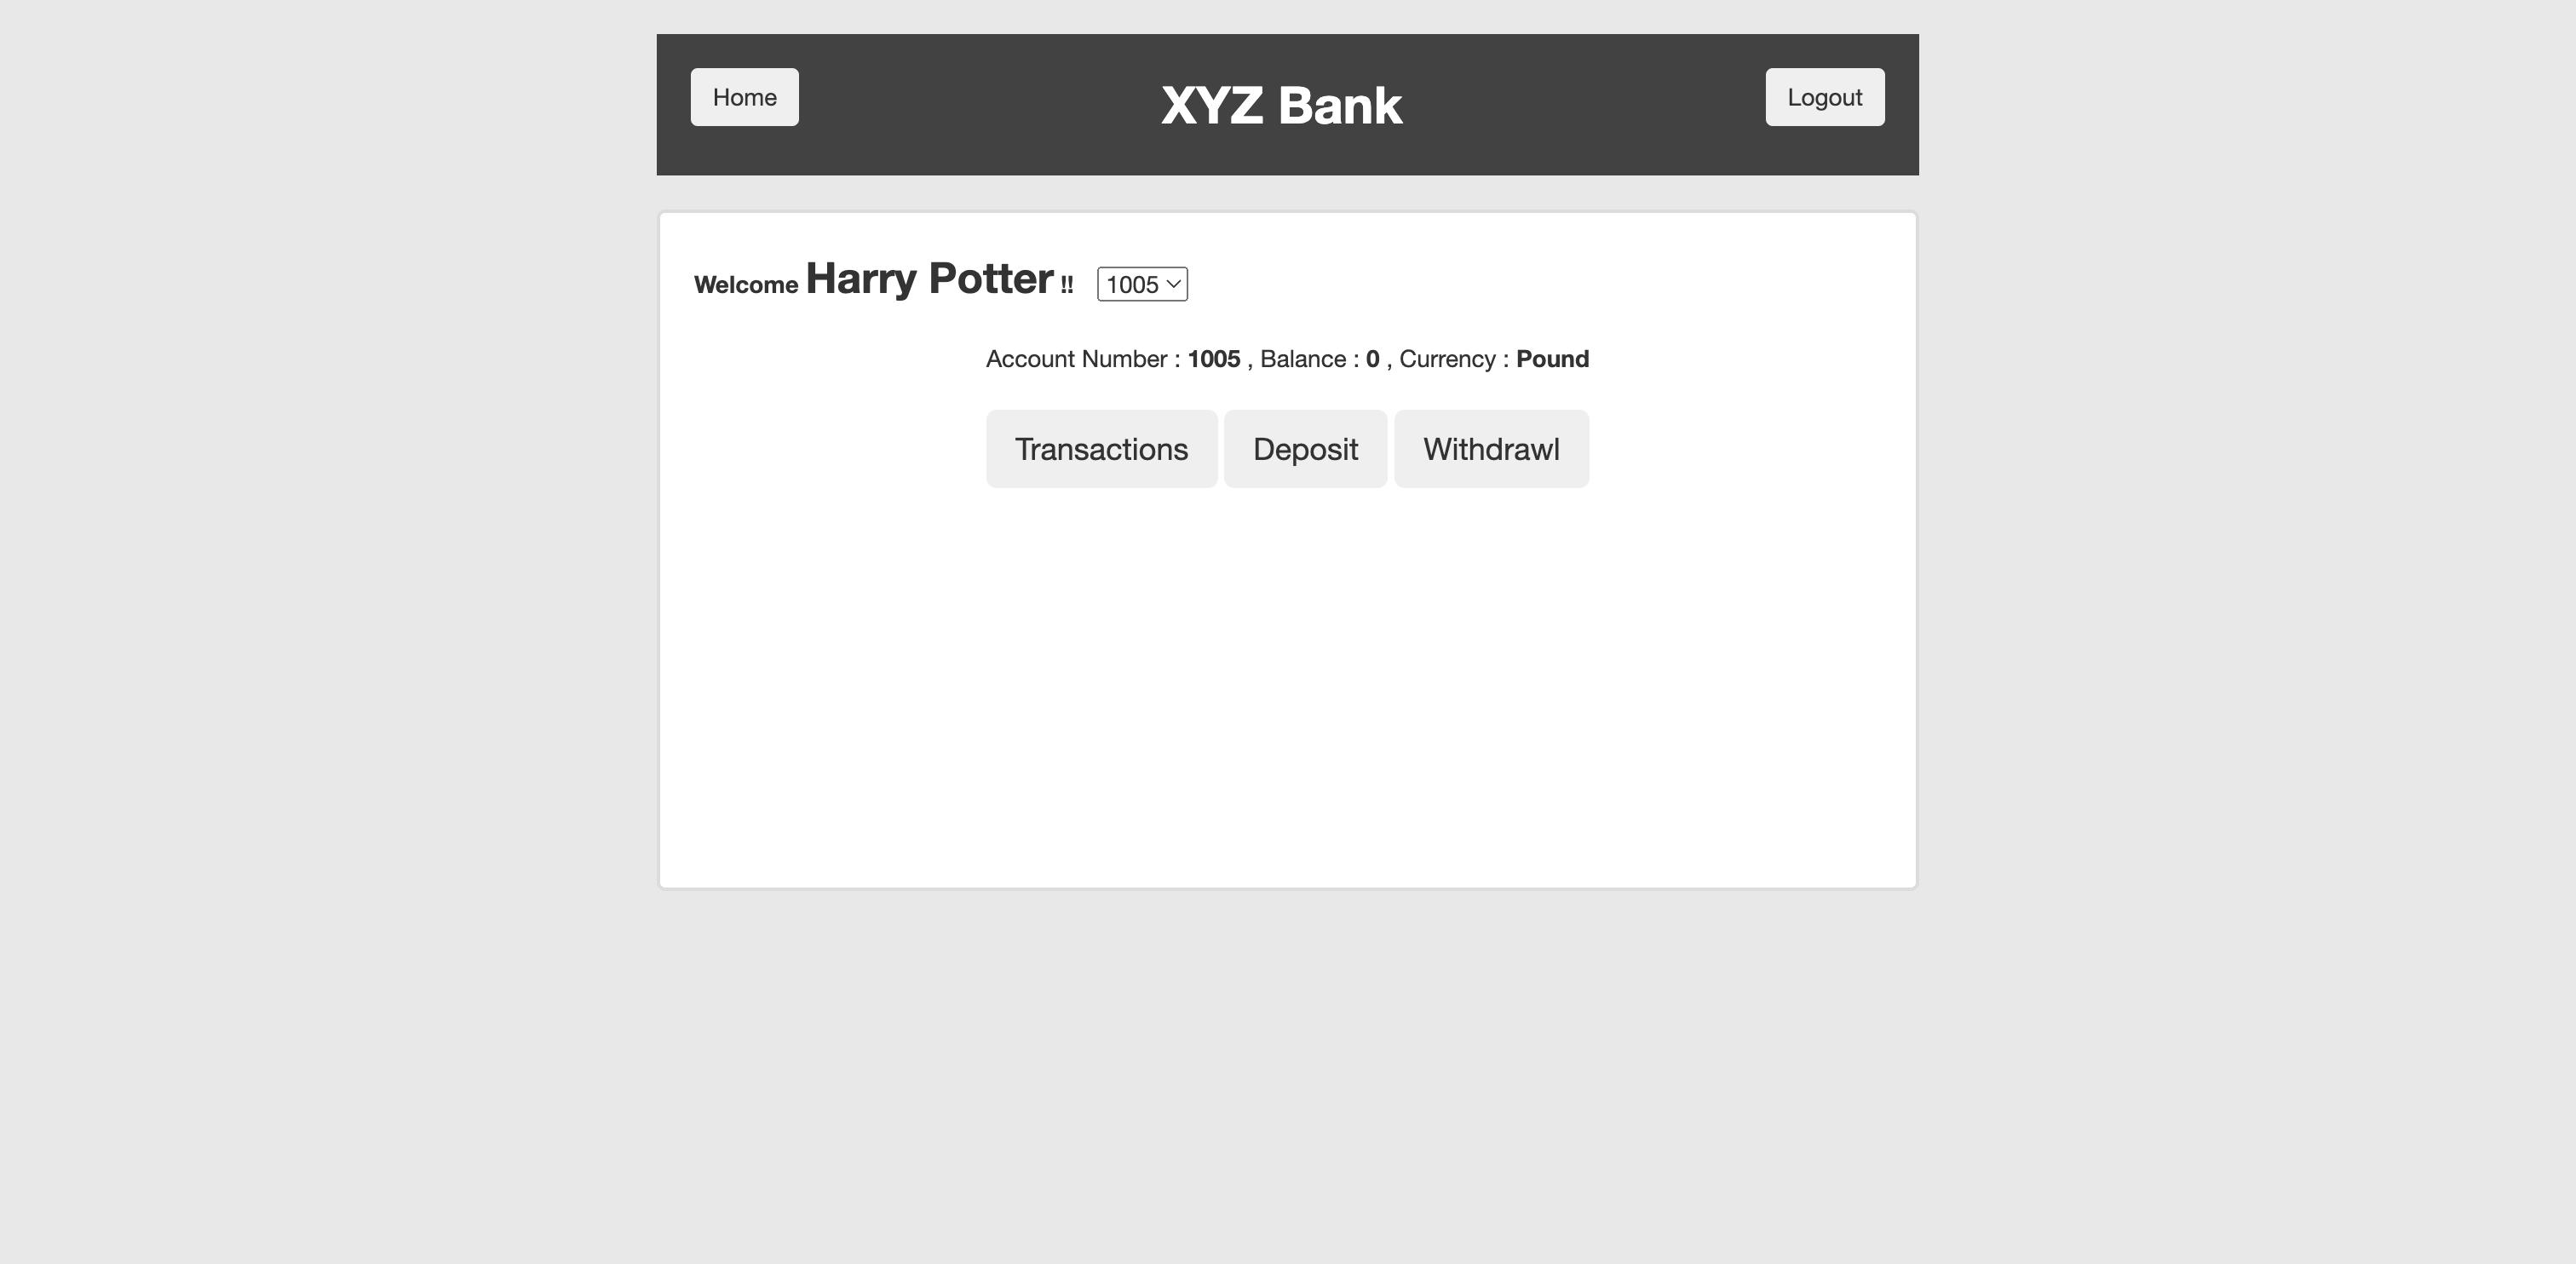 Home XYZ Bank Logout
Welcome Harry Potter !! 1005
Account Number : 1005 , Balance : 0 , Currency : Pound
Transactions Deposit Withdrawl